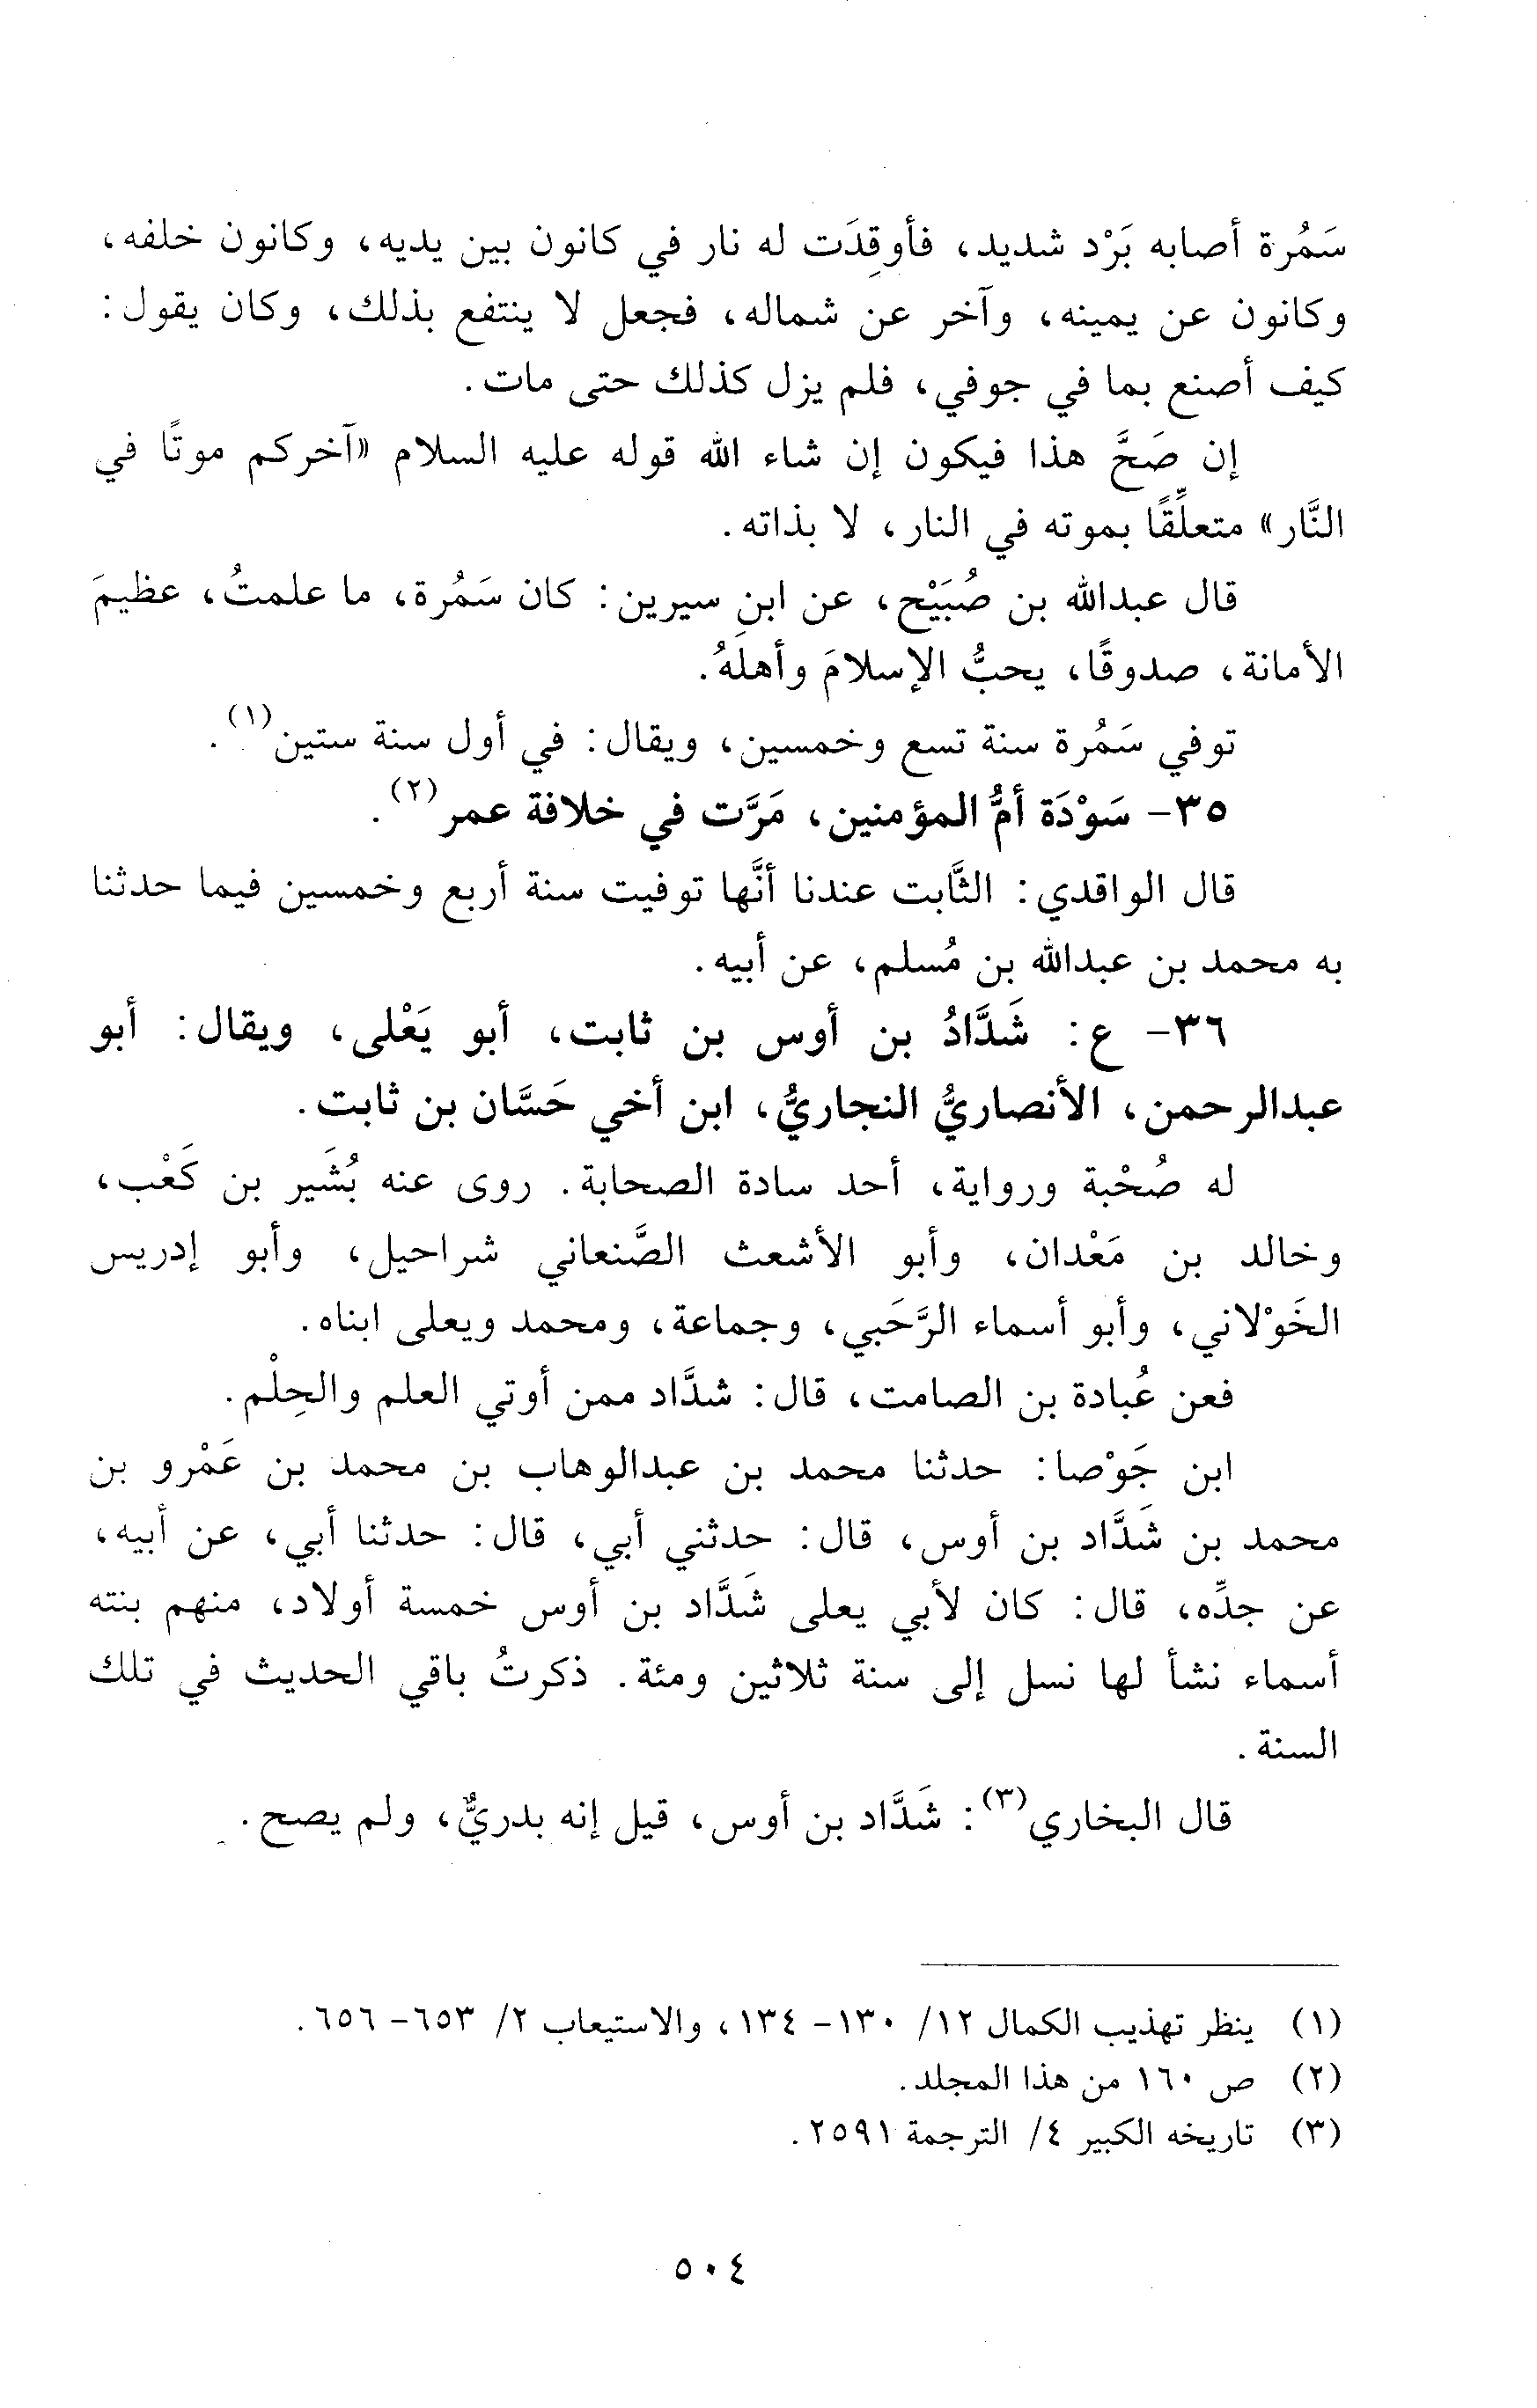 سَمُرة أصابه بَرْد شديد، فأوقِدَت له نار في كانون بين يديه، وكانون خلفه،
وكانون عن يمينه، وآخر عن شماله، فجعل لا ينتفع بذلك، وكان يقول:
كيف أصنع بما في جوفي، فلم يزل كذلك حتى مات.
إن صَحَّ هذا فيكون إن شاء الله قوله عليه السلام «آخركم موتًا في
النَّار» متعلِّقًا بموته في النار، لا بذاته.
قال عبدالله بن صُبَيْح، عن ابن سيرين: كان سَمُرة، ما علمتُ، عظيمَ
الأمانة، صدوقًا، يحبُّ الإسلامَ وأهلَهُ.
توفي سَمُرة سنة تسع وخمسين، ويقال: في أول سنة ستين(١).
٣٥- سَوْدَة أمُّ المؤمنين، مَرَّت في خلافة عمر(٢).
قال الواقدي: الثَّابت عندنا أنَّها توفيت سنة أربع وخمسين فيما حدثنا
به محمد بن عبدالله بن مُسلم، عن أبيه.
٣٦- ع: شَدَّادُ بن أوس بن ثابت، أبو يَعْلى، ويقال: أبو
عبدالرحمن، الأنصاريُّ النجاريُّ، ابن أخي حَسَّان بن ثابت.
له صُحْبة ورواية، أحد سادة الصحابة. روى عنه بُشَير بن كَعْب،
وخالد بن مَعْدان، وأبو الأشعث الصَّنعاني شراحيل، وأبو إدريس
الخَوْلاني، وأبو أسماء الرَّحَبي، وجماعة، ومحمد ويعلى ابناه.
فعن عُبادة بن الصامت، قال: شدَّاد ممن أوتي العلم والحِلْم.
ابن جَوْصا: حدثنا محمد بن عبدالوهاب بن محمد بن عَمْرو بن
محمد بن شَدَّاد بن أوس، قال: حدثني أبي، قال: حدثنا أبي، عن أبيه،
عن جدِّه، قال: كان لأبي يعلى شَدَّاد بن أوس خمسة أولاد، منهم بنته
أسماء نشأ لها نسل إلى سنة ثلاثين ومئة. ذكرتُ باقي الحديث في تلك
السنة.
قال البخاري(٣): شَدَّاد بن أوس، قيل إنه بدريٌّ، ولم يصح.
(١) ينظر تهذيب الكمال ١٢/ ١٣٠- ١٣٤، والاستيعاب ٢/ ٦٥٣- ٦٥٦.
(٢) ص ١٦٠ من هذا المجلد.
(٣) تاريخه الكبير ٤/ الترجمة ٢٥٩١.
٥٠٤